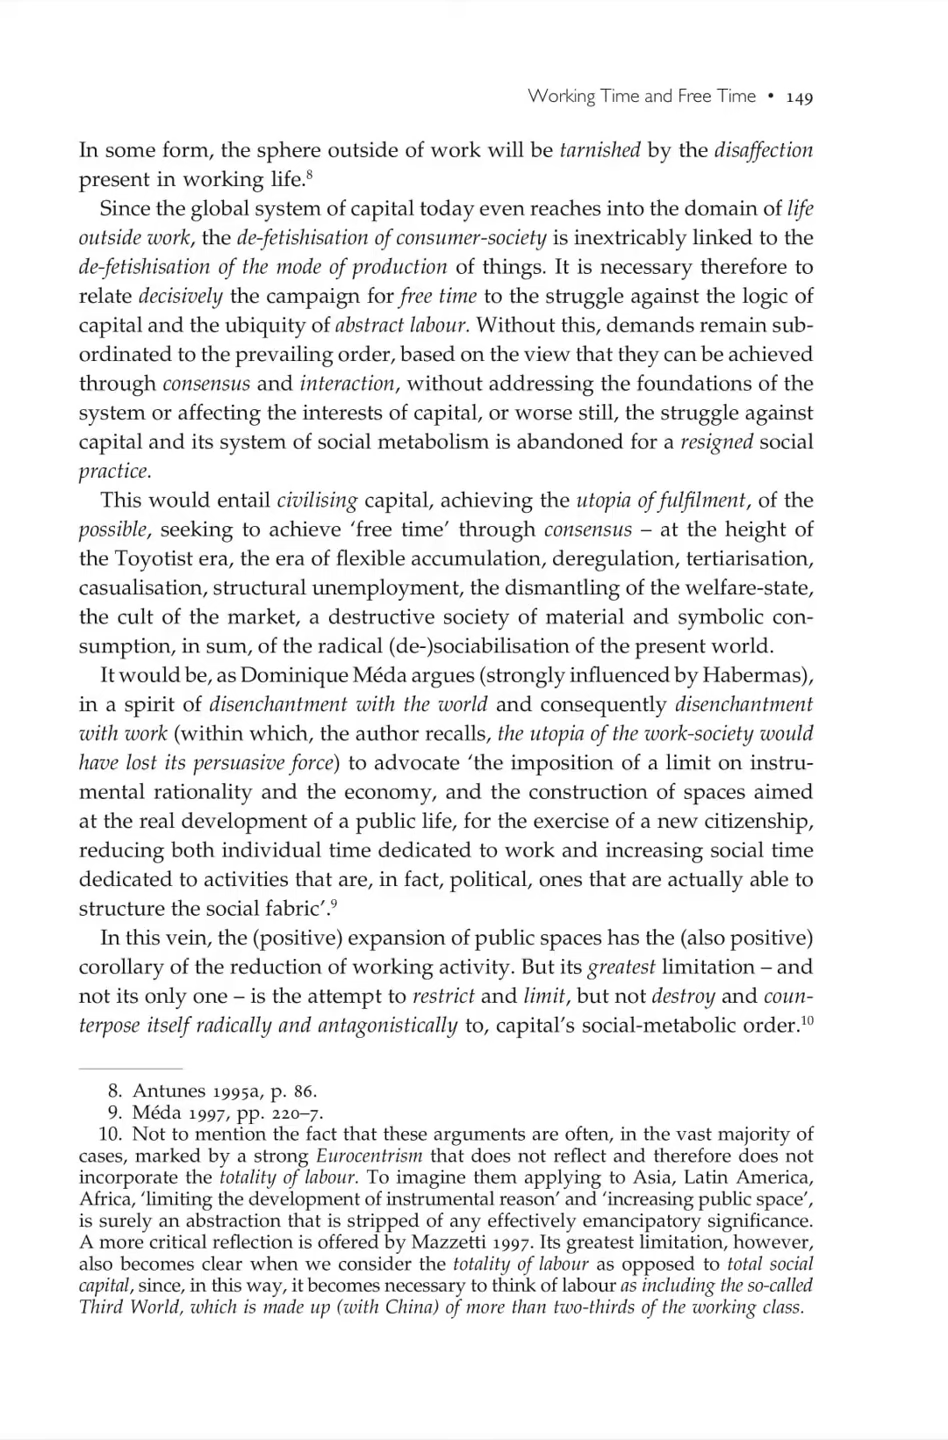 Working Time and Free Time • 149
In some form, the sphere outside of work will be tarnished by the disaffection
present in working life.8
Since the global system of capital today even reaches into the domain of life
outside work, the de-fetishisation of consumer-society is inextricably linked to the
de-fetishisation of the mode of production of things. It is necessary therefore to
relate decisively the campaign for free time to the struggle against the logic of
capital and the ubiquity of abstract labour. Without this, demands remain sub-
ordinated to the prevailing order, based on the view that they can be achieved
through consensus and interaction, without addressing the foundations of the
system or affecting the interests of capital, or worse still, the struggle against
capital and its system of social metabolism is abandoned for a resigned social
practice.
This would entail civilising capital, achieving the utopia of fulfilment, of the
possible, seeking to achieve ‘free time’ through consensus – at the height of
the Toyotist era, the era of flexible accumulation, deregulation, tertiarisation,
casualisation, structural unemployment, the dismantling of the welfare-state,
the cult of the market, a destructive society of material and symbolic con-
sumption, in sum, of the radical (de-)sociabilisation of the present world.
It would be, as Dominique Méda argues (strongly influenced by Habermas),
in a spirit of disenchantment with the world and consequently disenchantment
with work (within which, the author recalls, the utopia of the work-society would
have lost its persuasive force) to advocate ‘the imposition of a limit on instru-
mental rationality and the economy, and the construction of spaces aimed
at the real development of a public life, for the exercise of a new citizenship,
reducing both individual time dedicated to work and increasing social time
dedicated to activities that are, in fact, political, ones that are actually able to
structure the social fabric’.9
In this vein, the (positive) expansion of public spaces has the (also positive)
corollary of the reduction of working activity. But its greatest limitation – and
not its only one – is the attempt to restrict and limit, but not destroy and coun-
terpose itself radically and antagonistically to, capital’s social-metabolic order.10
8. Antunes 1995a, p. 86.
9. Méda 1997, pp. 220–7.
10. Not to mention the fact that these arguments are often, in the vast majority of
cases, marked by a strong Eurocentrism that does not reflect and therefore does not
incorporate the totality of labour. To imagine them applying to Asia, Latin America,
Africa, ‘limiting the development of instrumental reason’ and ‘increasing public space’,
is surely an abstraction that is stripped of any effectively emancipatory significance.
A more critical reflection is offered by Mazzetti 1997. Its greatest limitation, however,
also becomes clear when we consider the totality of labour as opposed to total social
capital, since, in this way, it becomes necessary to think of labour as including the so-called
Third World, which is made up (with China) of more than two-thirds of the working class.